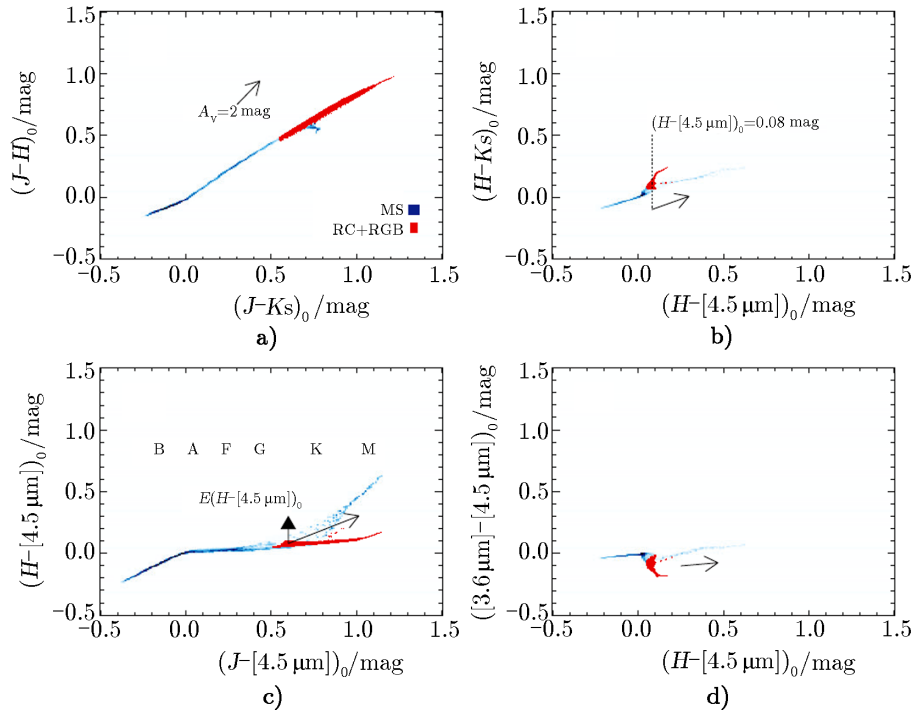 1.5
1.0
0.5
0.0
−0.5
(J−H)₀/mag
Aᵥ=2 mag
MS
RC+RGB
−0.5 0.0 0.5 1.0 1.5
(J−Ks)₀/mag
a)
1.5
1.0
0.5
0.0
−0.5
(H−Ks)₀/mag
(H−[4.5 μm])₀=0.08 mag
−0.5 0.0 0.5 1.0 1.5
(H−[4.5 μm])₀/mag
b)
1.5
1.0
0.5
0.0
−0.5
(H−[4.5 μm])₀/mag
B A F G K M
E(H−[4.5 μm])₀
−0.5 0.0 0.5 1.0 1.5
(J−[4.5 μm])₀/mag
c)
1.5
1.0
0.5
0.0
−0.5
([3.6 μm]−[4.5 μm])₀/mag
−0.5 0.0 0.5 1.0 1.5
(H−[4.5 μm])₀/mag
d)